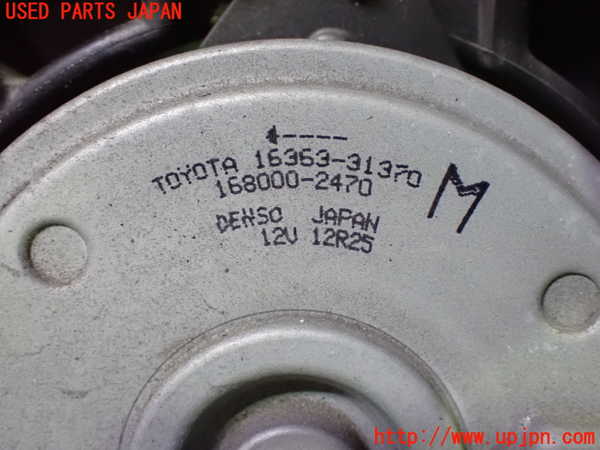 USED PARTS JAPAN
TOYOTA 16363-31370
168000-2470
M
DENSO JAPAN
12V 12R25
http://www.upjpn.com